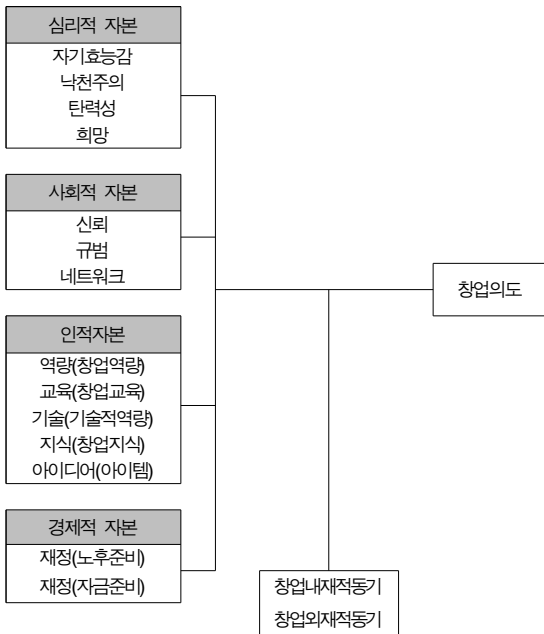 심리적 자본
자기효능감
낙천주의
탄력성
희망
사회적 자본
신뢰
규범
네트워크
창업의도
인적자본
역량(창업역량)
교육(창업교육)
기술(기술적역량)
지식(창업지식)
아이디어(아이템)
경제적 자본
재정(노후준비)
재정(자금준비)
창업내재적동기
창업외재적동기